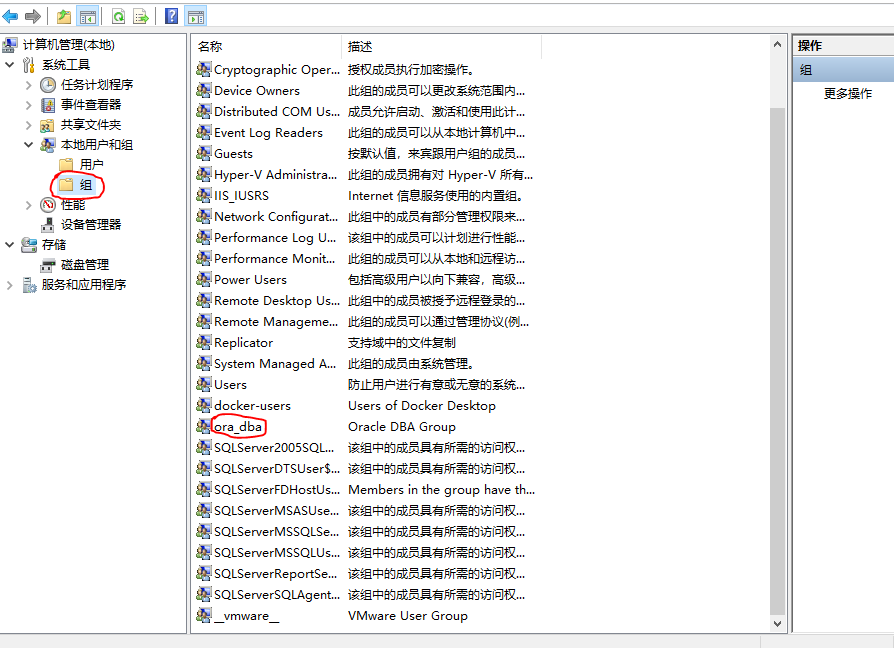 计算机管理(本地)
系统工具
任务计划程序
事件查看器
共享文件夹
本地用户和组
用户
组
性能
设备管理器
存储
磁盘管理
服务和应用程序
名称 描述
Cryptographic Oper... 授权成员执行加密操作。
Device Owners 此组的成员可以更改系统范围内...
Distributed COM Us... 成员允许启动、激活和使用此计...
Event Log Readers 此组的成员可以从本地计算机中...
Guests 按默认值，来宾跟用户组的成员...
Hyper-V Administra... 此组的成员拥有对 Hyper-V 所有...
IIS_IUSRS Internet 信息服务使用的内置组。
Network Configurat... 此组中的成员有部分管理权限来...
Performance Log U... 该组中的成员可以计划进行性能...
Performance Monit... 此组的成员可以从本地和远程访...
Power Users 包括高级用户以向下兼容，高级...
Remote Desktop Us... 此组中的成员被授予远程登录的...
Remote Manageme... 此组的成员可以通过管理协议(例...
Replicator 支持域中的文件复制
System Managed A... 此组的成员由系统管理。
Users 防止用户进行有意或无意的系统...
docker-users Users of Docker Desktop
ora_dba Oracle DBA Group
SQLServer2005SQL... 该组中的成员具有所需的访问权...
SQLServerDTSUser$... 该组中的成员具有所需的访问权...
SQLServerFDHostUs... Members in the group have th...
SQLServerMSASUse... 该组中的成员具有所需的访问权...
SQLServerMSSQLSe... 该组中的成员具有所需的访问权...
SQLServerMSSQLUs... 该组中的成员具有所需的访问权...
SQLServerReportSe... 该组中的成员具有所需的访问权...
SQLServerSQLAgent... 该组中的成员具有所需的访问权...
__vmware__ VMware User Group
操作
组
更多操作